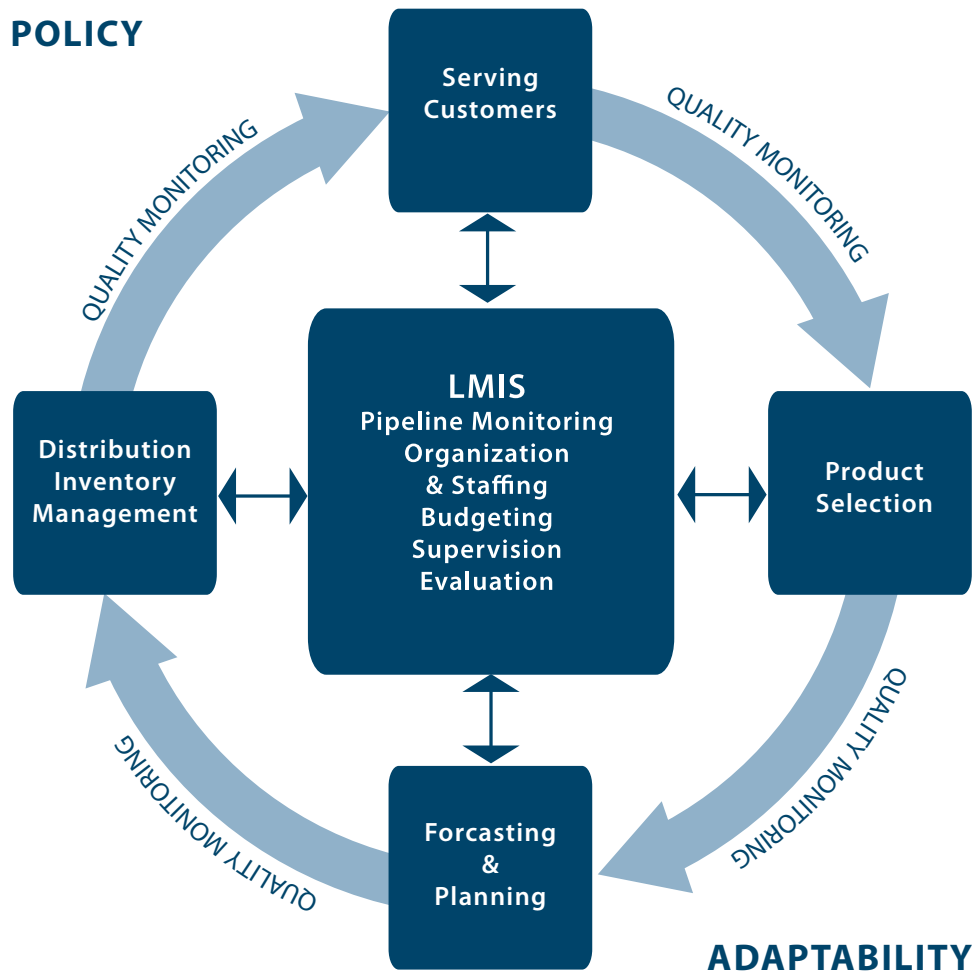 POLICY
Serving
Customers
QUALITY MONITORING
QUALITY MONITORING
LMIS
Pipeline Monitoring
Organization
& Staffing
Budgeting
Supervision
Evaluation
Distribution
Inventory
Management
Product
Selection
QUALITY MONITORING
QUALITY MONITORING
Forcasting
&
Planning
ADAPTABILITY